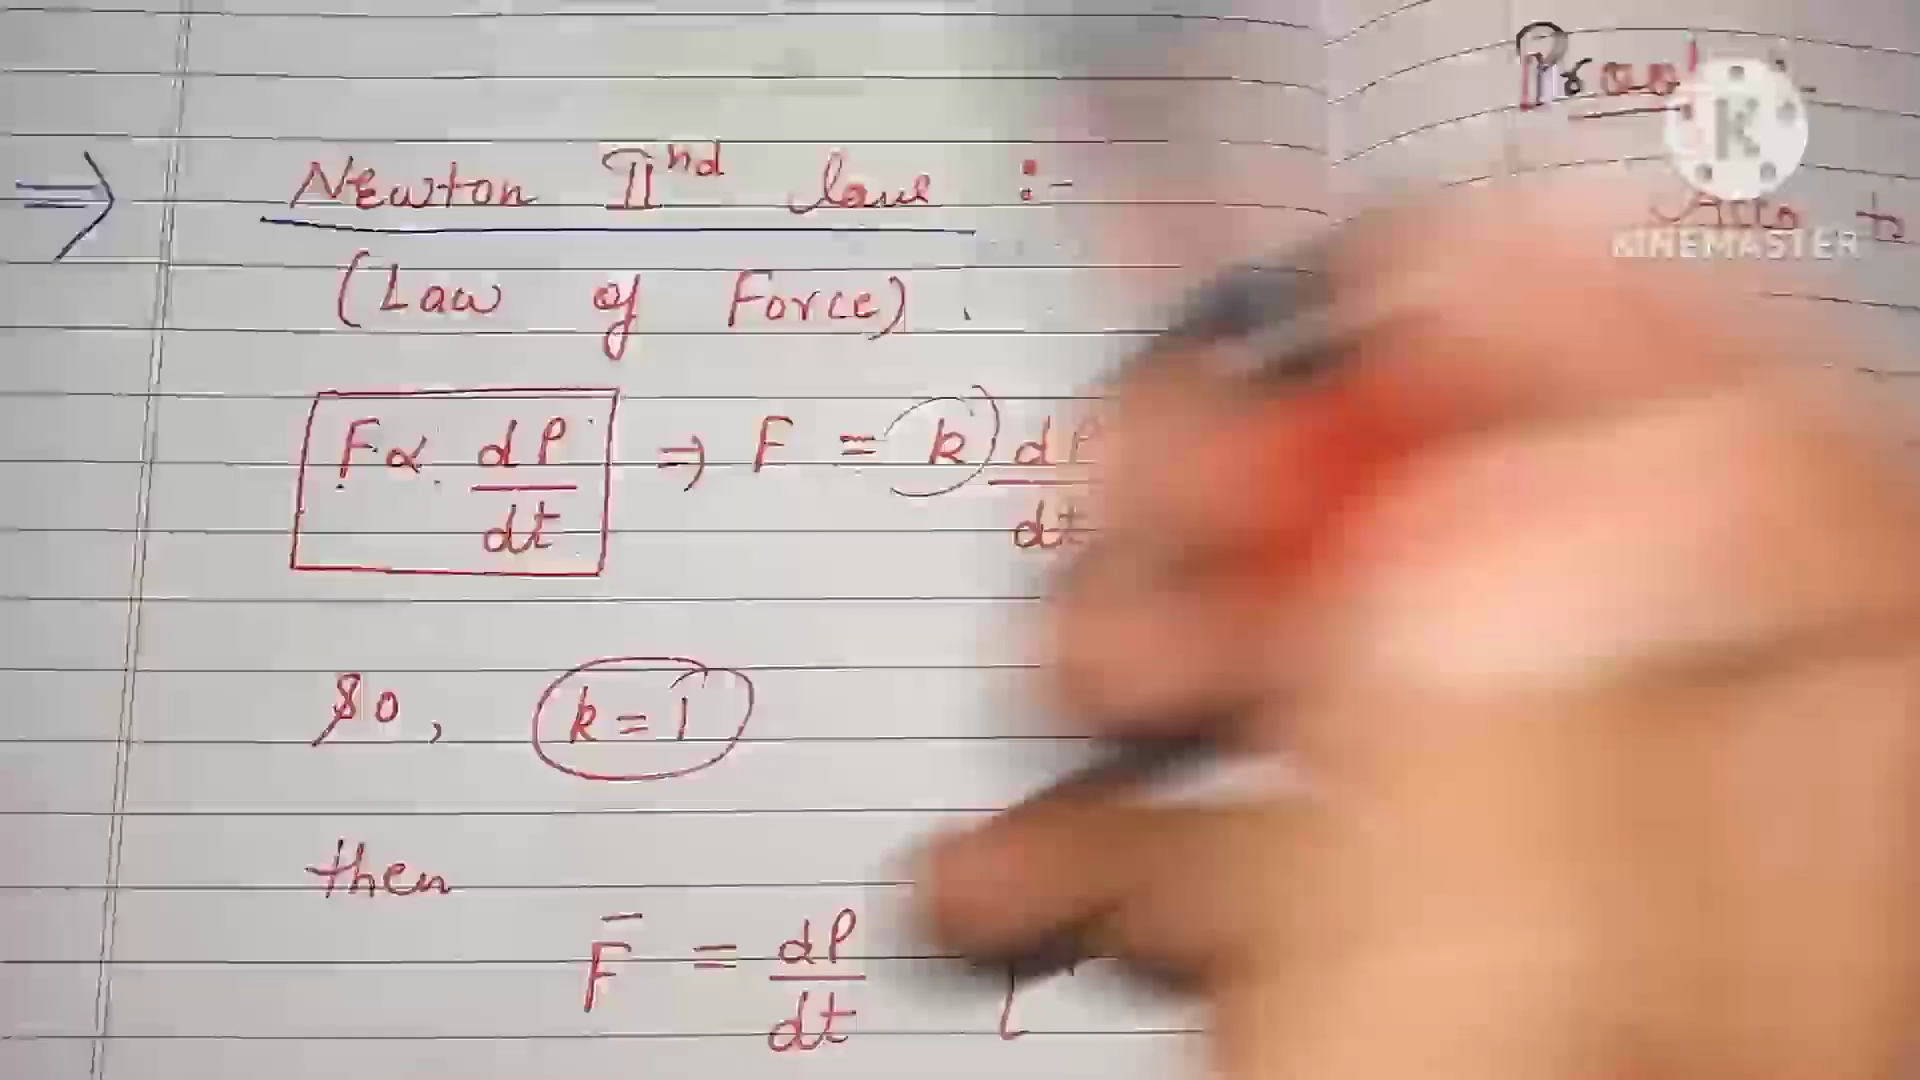 Newton IInd law :-
(Law of Force).
F ∝ dP/dt ⇒ F = k dP/dt
So, k = 1
then
F̄ = dP/dt
Proof :-
KINEMASTER